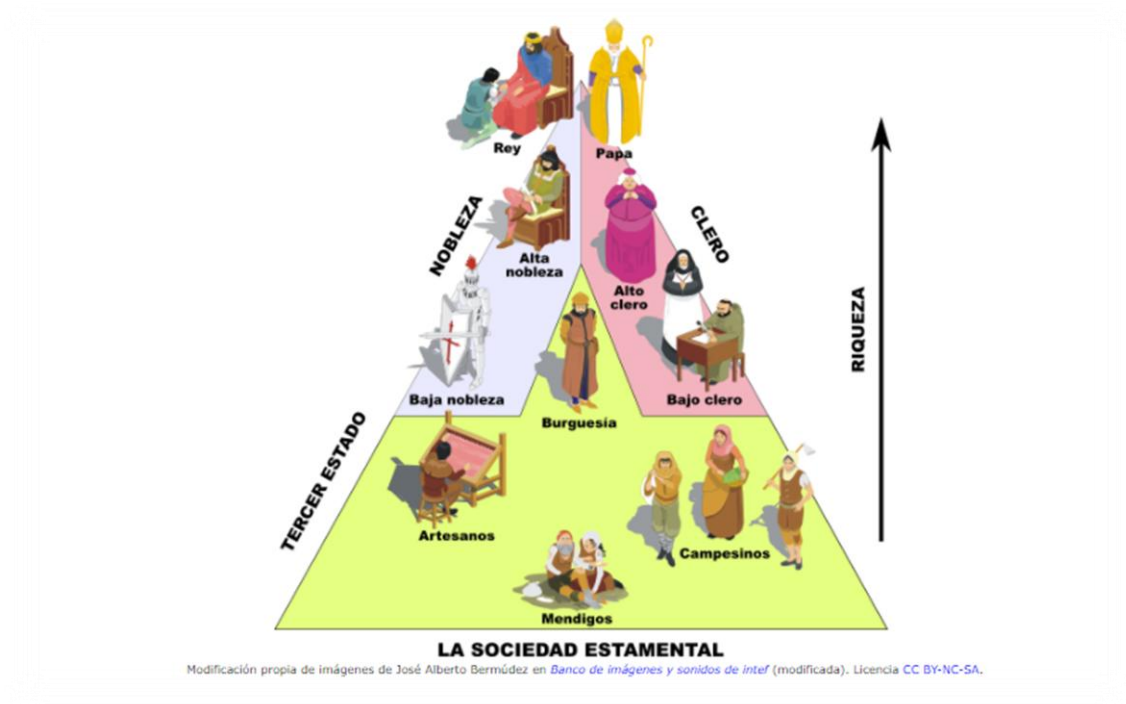 Rey
Papa
NOBLEZA
CLERO
Alta
nobleza
Alto
clero
RIQUEZA
Baja nobleza
Bajo clero
Burguesía
TERCER ESTADO
Artesanos
Campesinos
Mendigos
LA SOCIEDAD ESTAMENTAL
Modificación propia de imágenes de José Alberto Bermúdez en Banco de imágenes y sonidos de intef (modificada). Licencia CC BY-NC-SA.